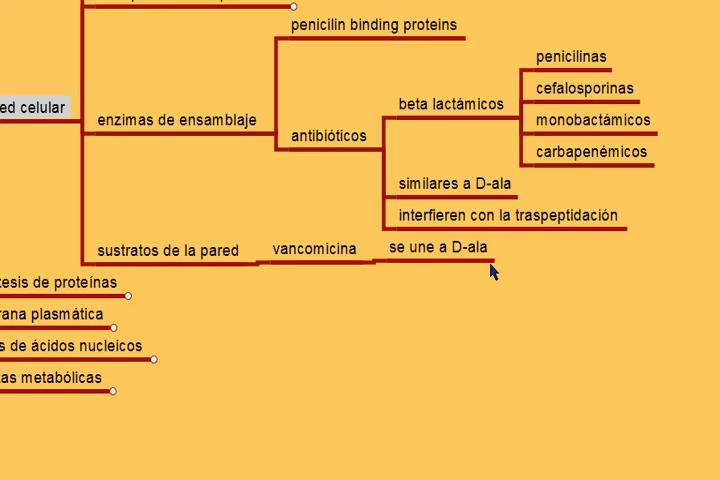 penicilin binding proteins
penicilinas
cefalosporinas
ed celular
beta lactámicos
enzimas de ensamblaje
monobactámicos
antibióticos
carbapenémicos
similares a D-ala
interfieren con la traspeptidación
sustratos de la pared
vancomicina
se une a D-ala
tesis de proteínas
rana plasmática
s de ácidos nucleicos
tas metabólicas